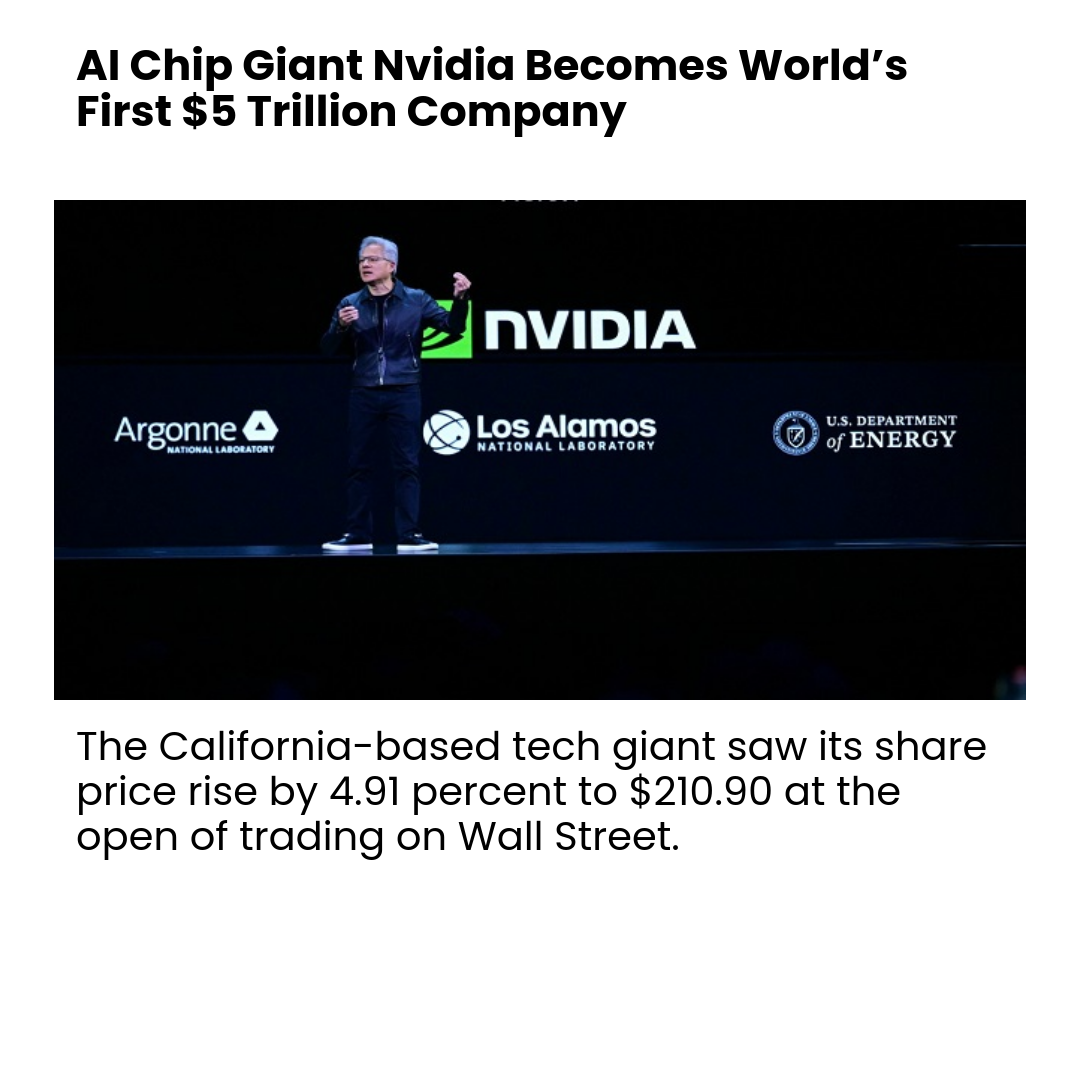 AI Chip Giant Nvidia Becomes World’s
First $5 Trillion Company
NVIDIA
Argonne
NATIONAL LABORATORY
Los Alamos
NATIONAL LABORATORY
U.S. DEPARTMENT
of ENERGY
The California-based tech giant saw its share
price rise by 4.91 percent to $210.90 at the
open of trading on Wall Street.